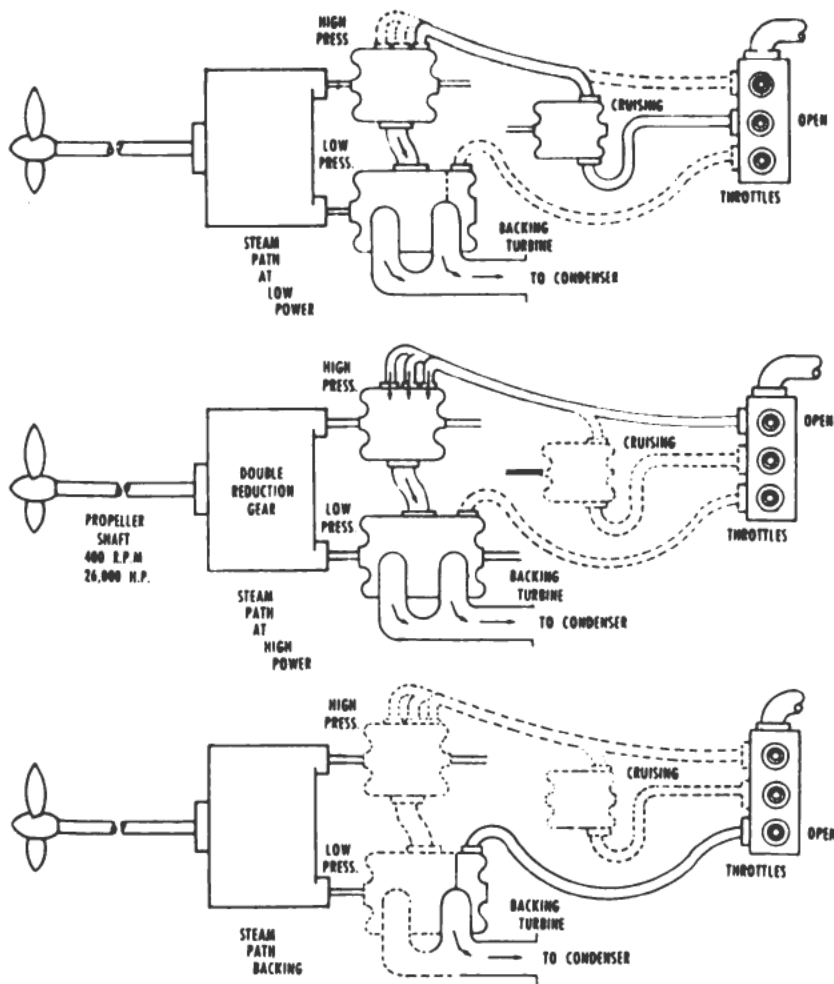 HIGH
PRESS.
CRUISING
OPEN
LOW
PRESS.
THROTTLES
BACKING
TURBINE
STEAM
PATH
AT
LOW
POWER
TO CONDENSER
HIGH
PRESS.
OPEN
CRUISING
DOUBLE
REDUCTION
GEAR
LOW
PRESS.
PROPELLER
SHAFT
400 R.P.M
26,000 H.P.
THROTTLES
BACKING
TURBINE
STEAM
PATH
AT
HIGH
POWER
TO CONDENSER
HIGH
PRESS.
CRUISING
OPEN
LOW
PRESS.
THROTTLES
BACKING
TURBINE
STEAM
PATH
BACKING
TO CONDENSER